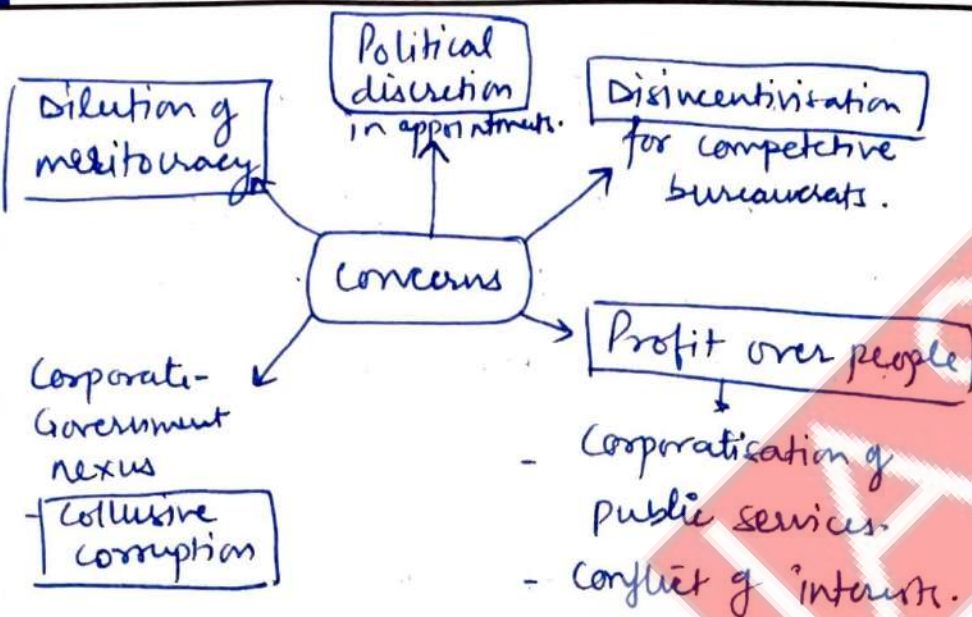 Political
discretion
in appointments.
Dilution of
meritocracy
Disincentivisation
for competetive
bureaucrats.
Concerns
Corporate-
Government
nexus
- Collusive
corruption
Profit over people
- Corporatisation of
public services.
- Conflict of interests.